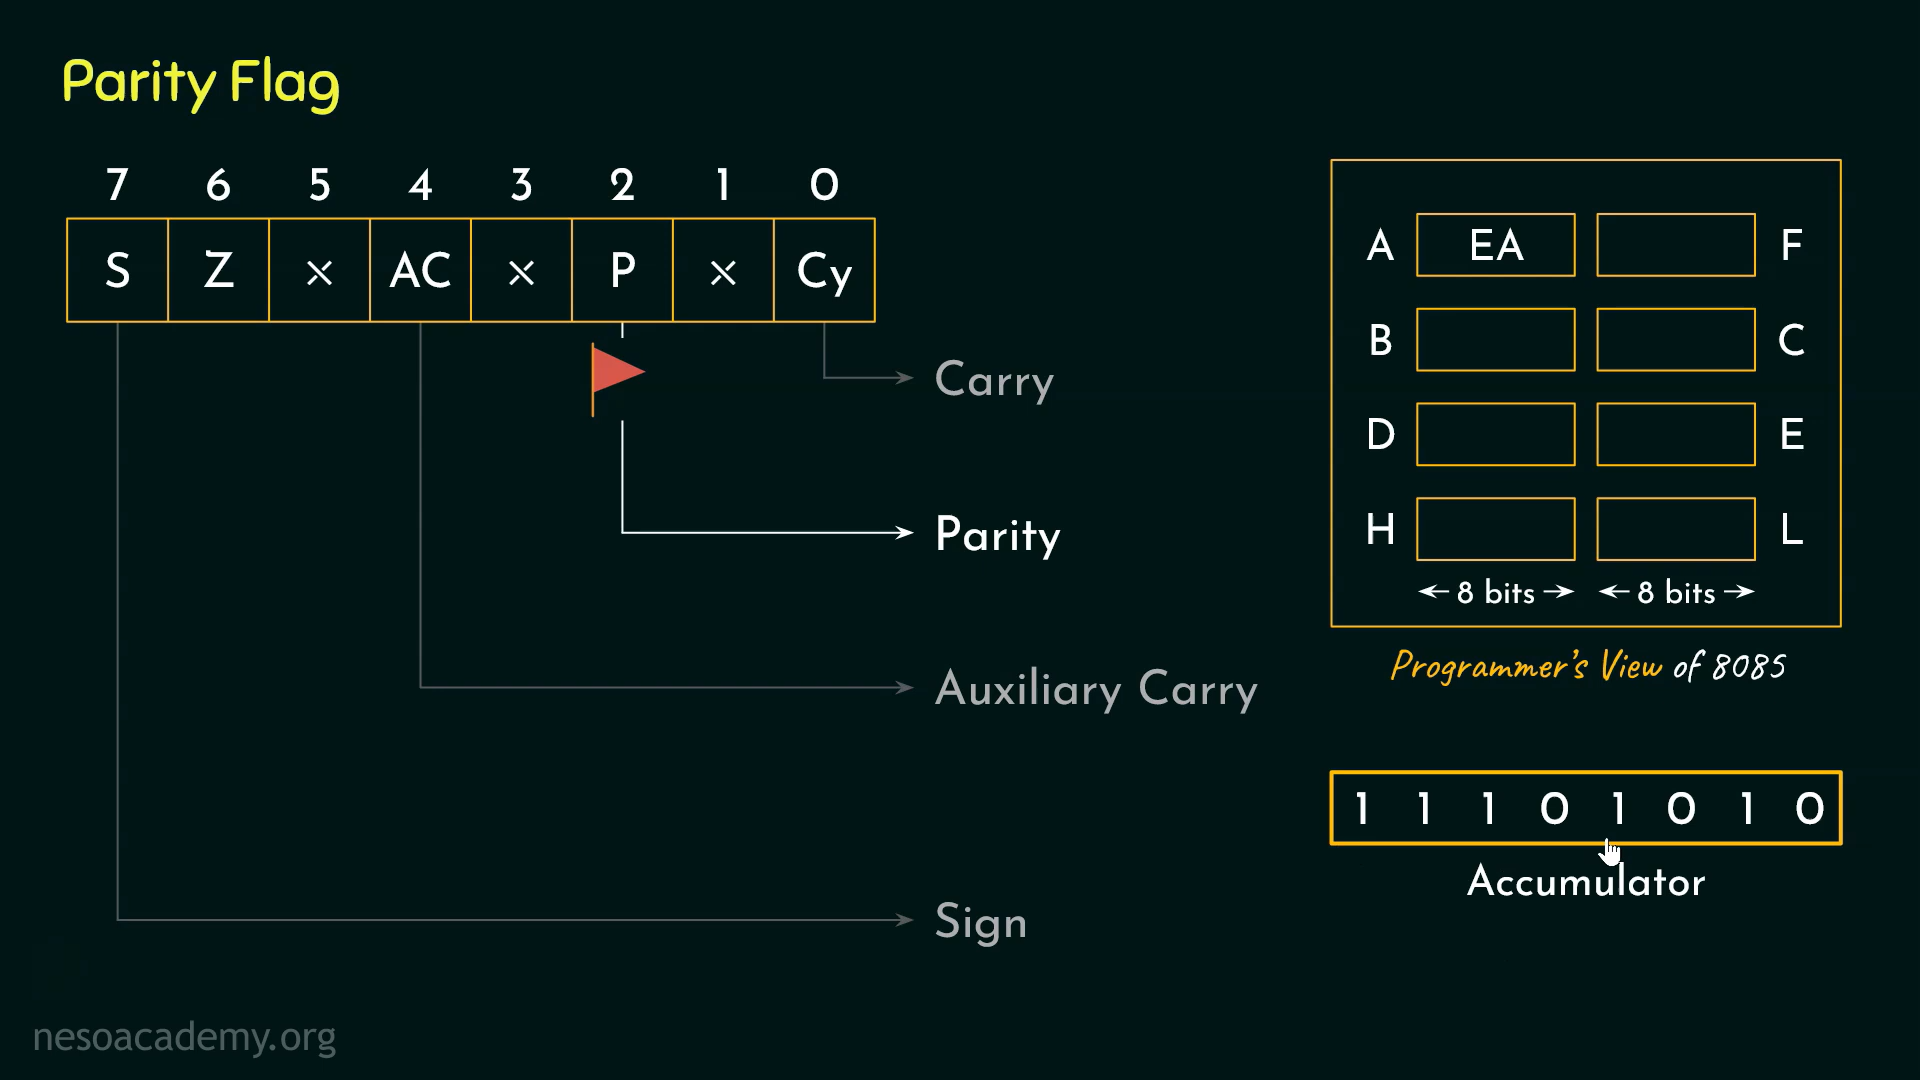 Parity Flag
7 6 5 4 3 2 1 0
S Z × AC × P × Cy
Carry
Parity
Auxiliary Carry
Sign
A EA F
B C
D E
H L
8 bits 8 bits
Programmer's View of 8085
1 1 1 0 1 0 1 0
Accumulator
nesoacademy.org